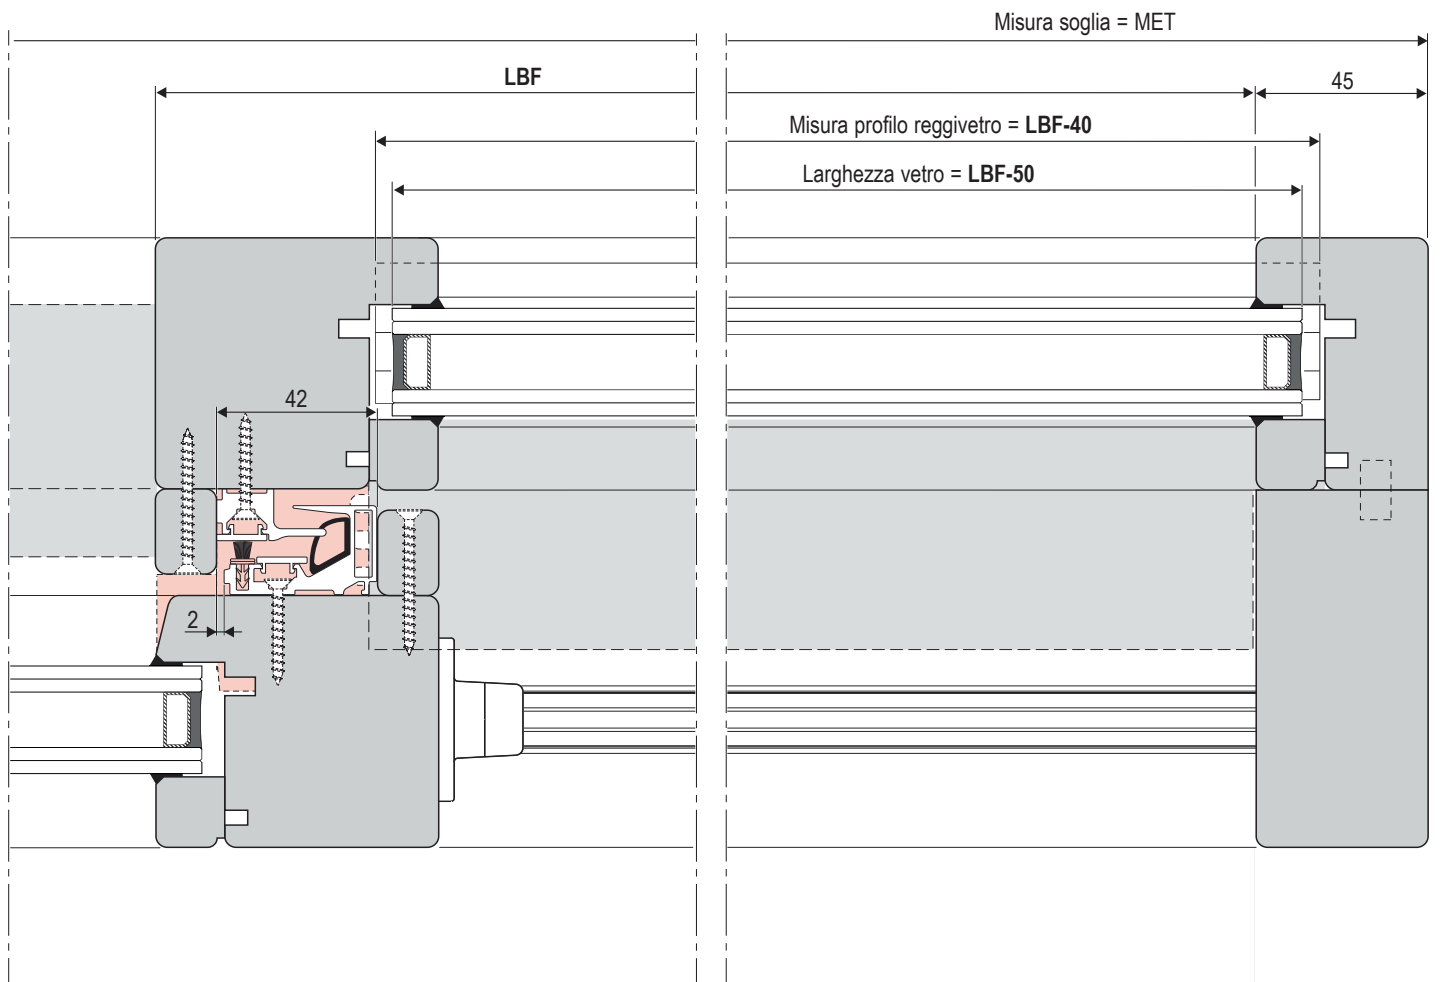 Misura soglia = MET
LBF
45
Misura profilo reggivetro = LBF-40
Larghezza vetro = LBF-50
42
2